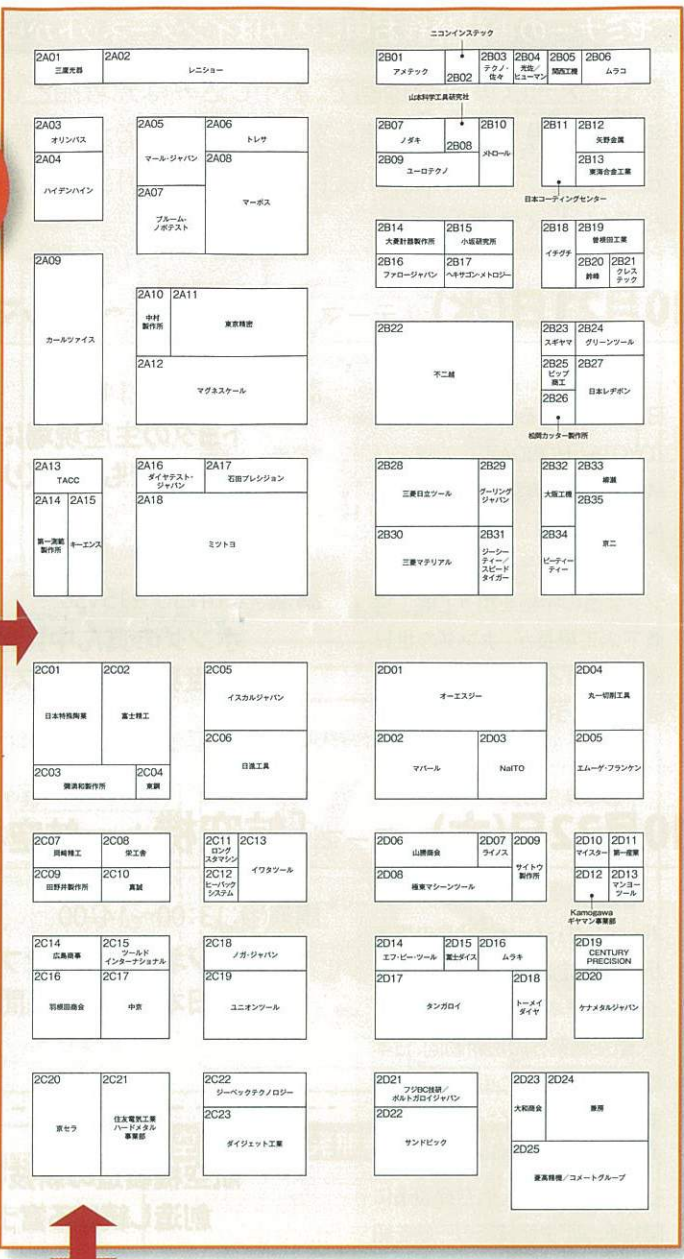 2A01
三鷹光器
2A02
レニショー
ニコンインステック
2B01
アメテック
2B02
2B03
テクノ・
佐々
2B04
光佐/
ヒューマン
2B05
関西工機
2B06
ムラコ
2A03
オリンパス
2A04
ハイデンハイン
2A05
マール・ジャパン
2A06
トレサ
2A07
ブルーム-
ノボテスト
2A08
マーポス
山本科学工具研究社
2B07
ノダキ
2B08
2B09
ユーロテクノ
2B10
メトロール
2B11
日本コーティングセンター
2B12
矢野金属
2B13
東海合金工業
2B14
大菱計器製作所
2B15
小坂研究所
2B16
ファロージャパン
2B17
ヘキサゴン・メトロジー
2B18
イチグチ
2B19
曽根田工業
2B20
鈴峰
2B21
クレス
テック
2A09
カールツァイス
2A10
中村
製作所
2A11
東京精密
2A12
マグネスケール
2B22
不二越
2B23
スギヤマ
2B24
グリーンツール
2B25
ビップ
商工
2B26
松岡カッター製作所
2B27
日本レヂボン
2A13
TACC
2A14
第一測範
製作所
2A15
キーエンス
2A16
ダイヤテスト・
ジャパン
2A17
石田プレシジョン
2A18
ミツトヨ
2B28
三菱日立ツール
2B29
グーリング
ジャパン
2B30
三菱マテリアル
2B31
ジーシー
ティー/
スピード
タイガー
2B32
大阪工機
2B33
柳瀬
2B34
ピーティー
ティー
2B35
京二
2C01
日本特殊陶業
2C02
富士精工
2C03
彌満和製作所
2C04
東鋼
2C05
イスカルジャパン
2C06
日進工具
2D01
オーエスジー
2D02
マパール
2D03
NaITO
2D04
丸一切削工具
2D05
エムーゲ・フランケン
2C07
岡﨑精工
2C08
栄工舎
2C09
田野井製作所
2C10
真誠
2C11
ロング
スタマシン
2C12
ヒーバック
システム
2C13
イワタツール
2D06
山勝商会
2D07
ライノス
2D08
極東マシーンツール
2D09
サイトウ
製作所
2D10
マイスター
2D11
第一産業
2D12
Kamogawa
ギヤマン事業部
2D13
マンヨー
ツール
2C14
広島商事
2C15
ツールド
インターナショナル
2C16
羽根田商会
2C17
中京
2C18
ノガ・ジャパン
2C19
ユニオンツール
2D14
エフ・ピー・ツール
2D15
冨士ダイス
2D16
ムラキ
2D17
タンガロイ
2D18
トーメイ
ダイヤ
2D19
CENTURY
PRECISION
2D20
ケナメタルジャパン
2C20
京セラ
2C21
住友電気工業
ハードメタル
事業部
2C22
ジーベックテクノロジー
2C23
ダイジェット工業
2D21
フジBC技研/
ボルトガロイジャパン
2D22
サンドビック
2D23
大和商会
2D24
兼房
2D25
菱高精機/コメートグループ